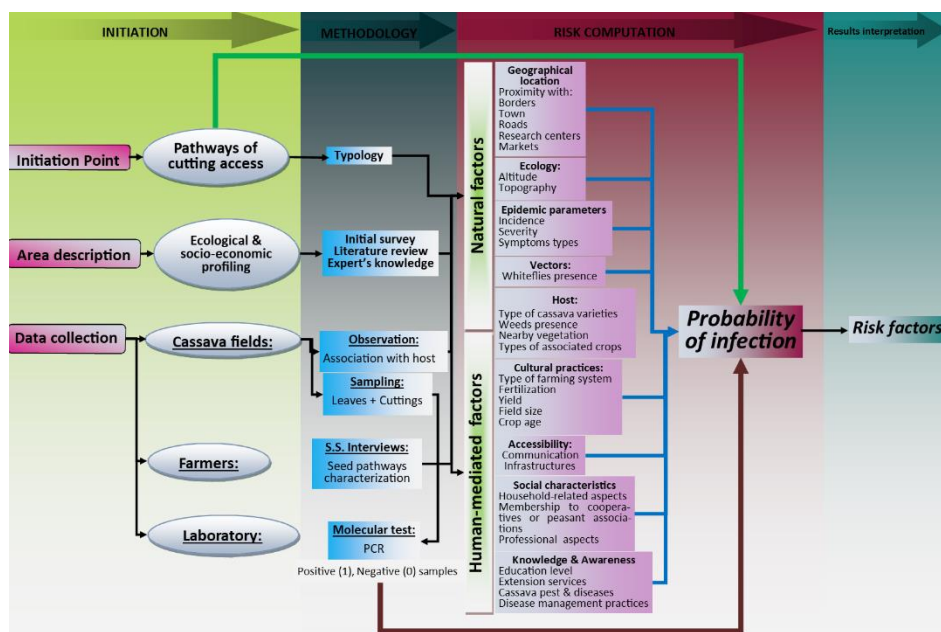 INITIATION
METHODOLOGY
RISK COMPUTATION
Results interpretation
Initiation Point
Pathways of
cutting access
Typology
Area description
Ecological &
socio-economic
profiling
Initial survey
Literature review
Expert's knowledge
Data collection
Cassava fields:
Observation:
Association with host
Sampling:
Leaves + Cuttings
Farmers:
S.S. Interviews:
Seed pathways
characterization
Laboratory:
Molecular test:
PCR
Positive (1), Negative (0) samples
Natural factors
Human-mediated factors
Geographical
location
Proximity with:
Borders
Town
Roads
Research centers
Markets
Ecology:
Altitude
Topography
Epidemic parameters
Incidence
Severity
Symptoms types
Vectors:
Whiteflies presence
Host:
Type of cassava varieties
Weeds presence
Nearby vegetation
Types of associated crops
Cultural practices:
Type of farming system
Fertilization
Yield
Field size
Crop age
Accessibility:
Communication
Infrastructures
Social characteristics
Household-related aspects
Membership to coopera-
tives or peasant associa-
tions
Professional aspects
Knowledge & Awareness
Education level
Extension services
Cassava pest & diseases
Disease management practices
Probability
of infection
Risk factors